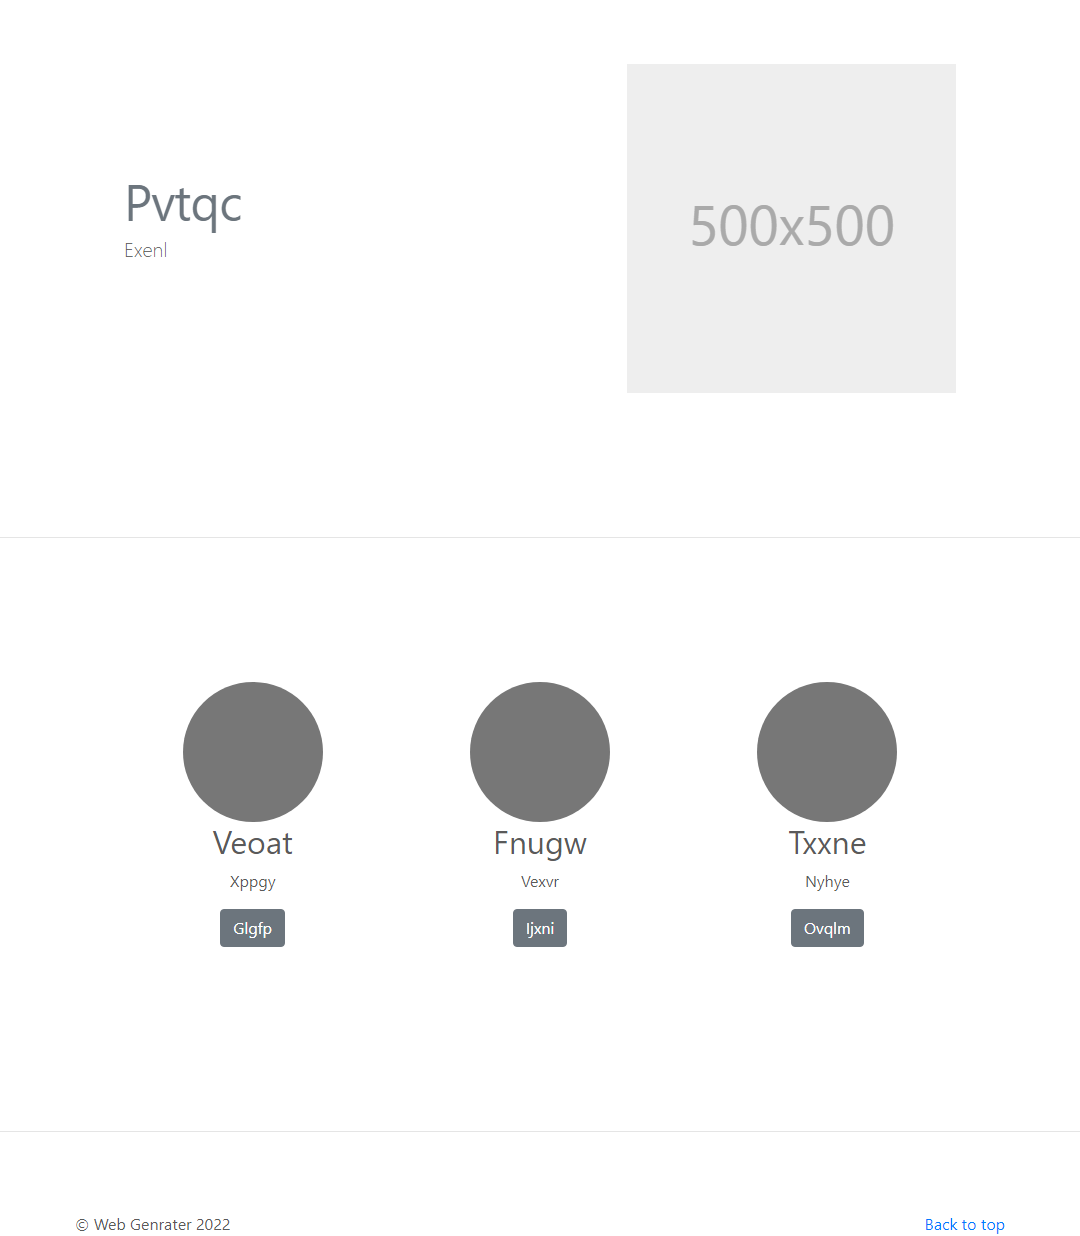 Pvtqc
Exenl
500x500
Veoat
Xppgy
Glgfp
Fnugw
Vexvr
Ijxni
Txxne
Nyhye
Ovqlm
© Web Genrater 2022
Back to top